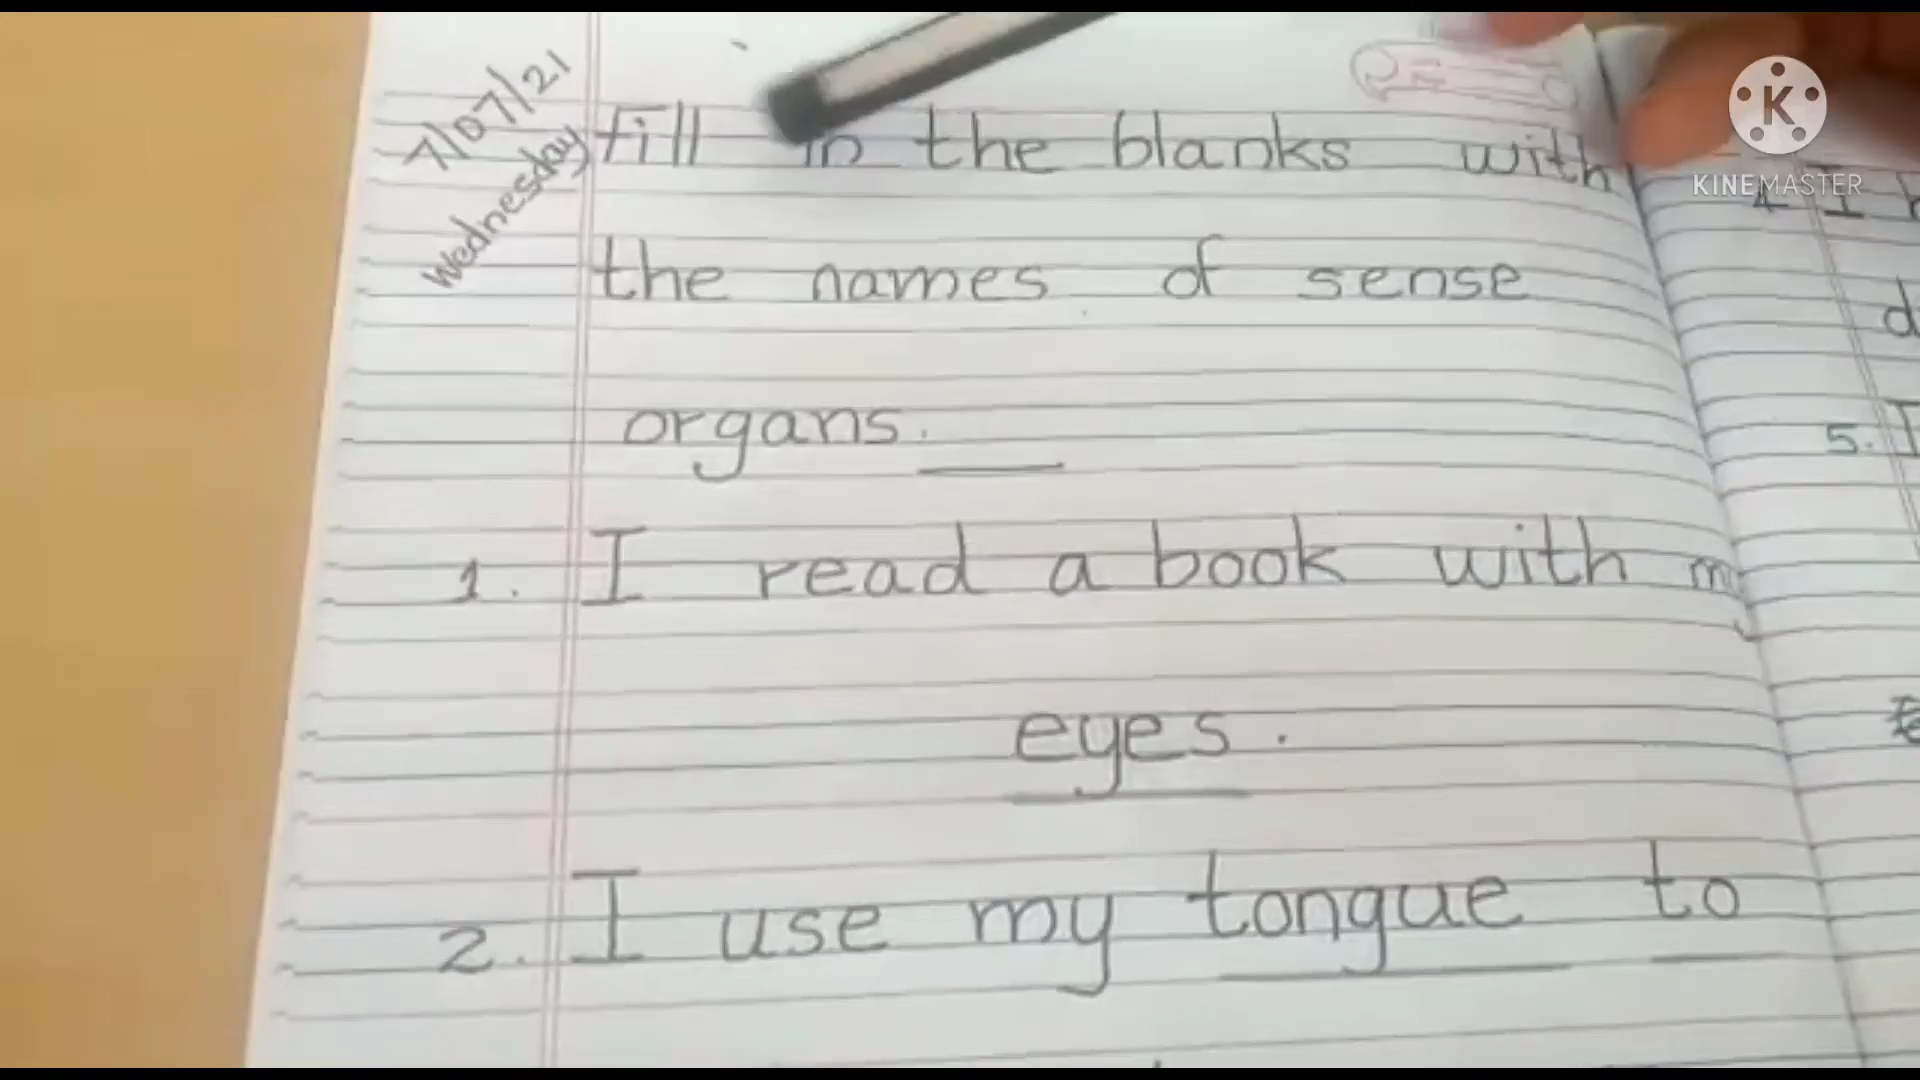 7/07/21
Wednesday
fill in the blanks with
the names of sense
organs.
1. I read a book with my
eyes.
2. I use my tongue to
I
d
5. I
KINEMASTER